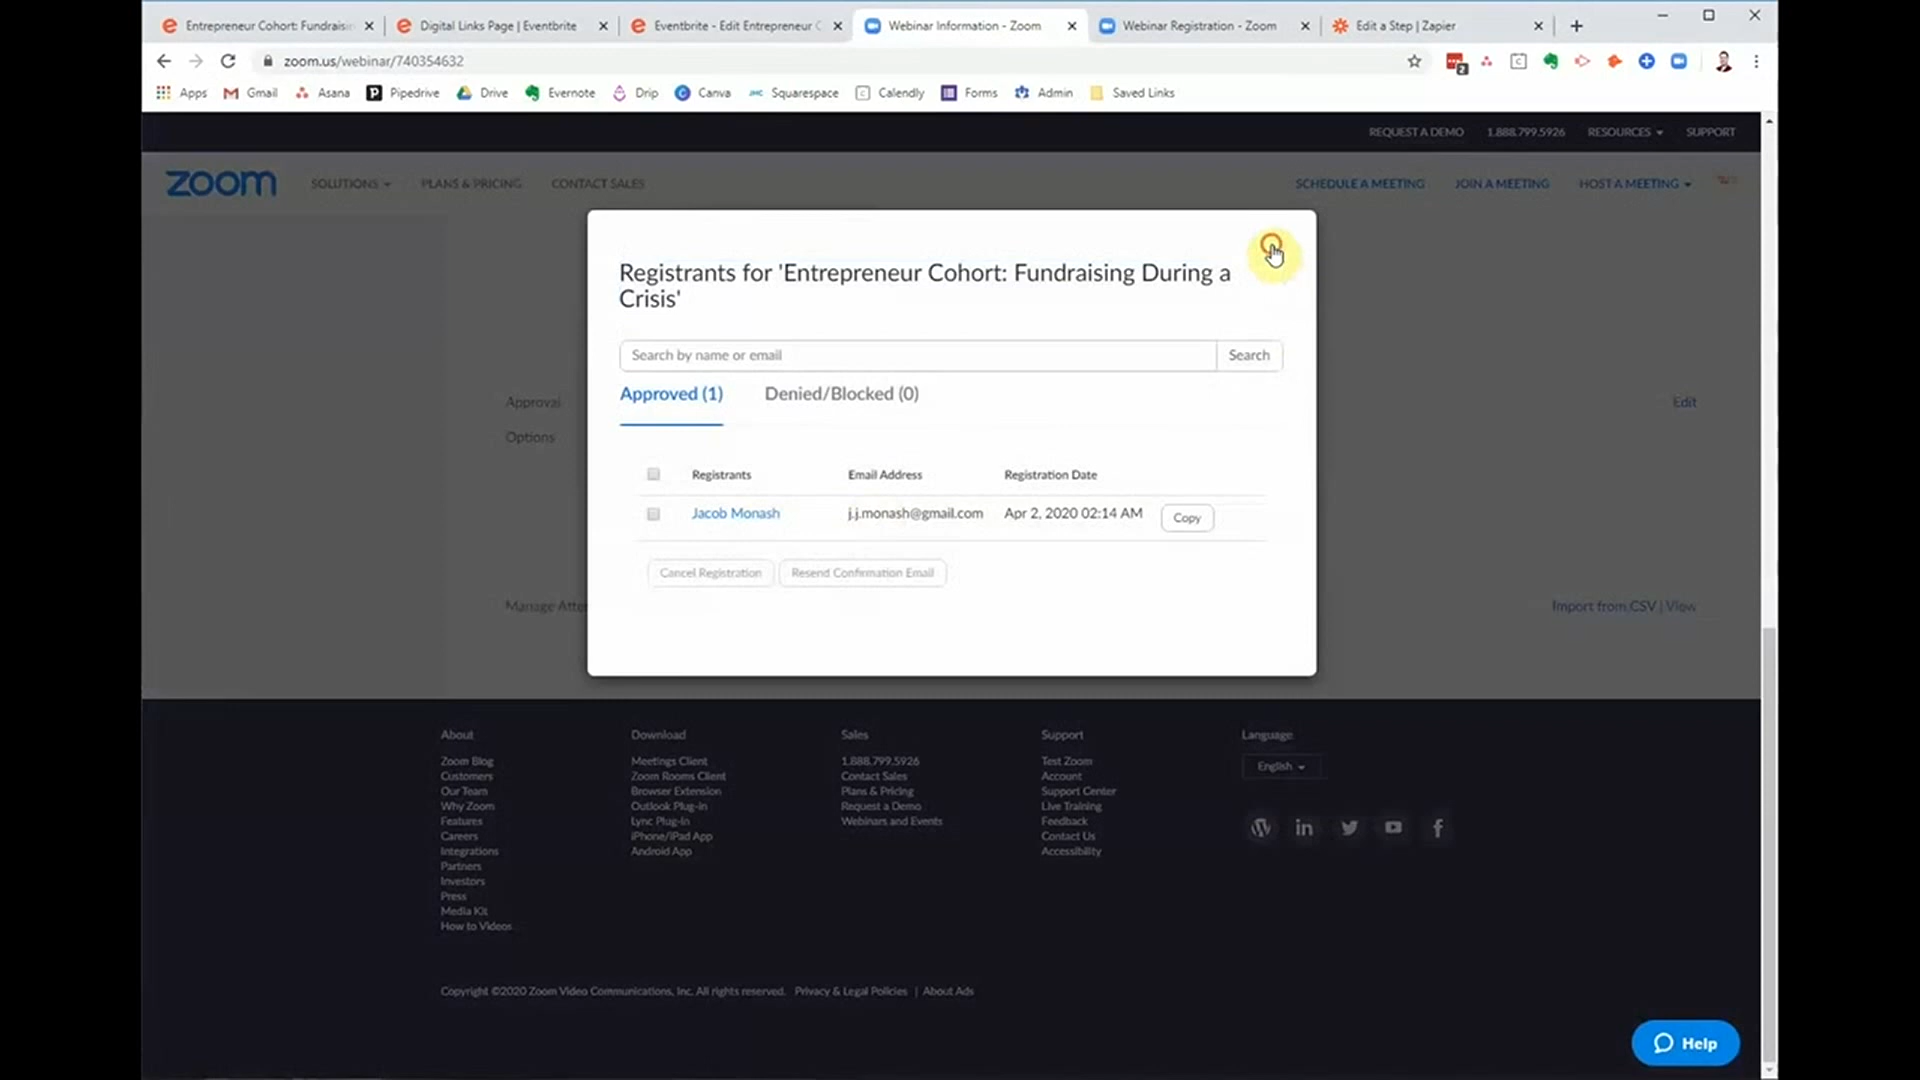 Entrepreneur Cohort: Fundraisin
Digital Links Page | Eventbrite
Eventbrite - Edit Entrepreneur C
Webinar Information - Zoom
Webinar Registration - Zoom
Edit a Step | Zapier
zoom.us/webinar/740354632
2
Apps
Gmail
Asana
Pipedrive
Drive
Evernote
Drip
Canva
Squarespace
Calendly
Forms
Admin
Saved Links
REQUEST A DEMO
1.888.799.5926
RESOURCES
SUPPORT
zoom
SOLUTIONS
PLANS & PRICING
CONTACT SALES
SCHEDULE A MEETING
JOIN A MEETING
HOST A MEETING
Registrants for 'Entrepreneur Cohort: Fundraising During a
Crisis'
Search by name or email
Search
Approved (1)
Denied/Blocked (0)
Approval
Options
Edit
Registrants
Email Address
Registration Date
Jacob Monash
j.j.monash@gmail.com
Apr 2, 2020 02:14 AM
Copy
Cancel Registration
Resend Confirmation Email
Manage Atten
Import from CSV | View
About
Zoom Blog
Customers
Our Team
Why Zoom
Features
Careers
Integrations
Partners
Investors
Press
Media Kit
How to Videos
Download
Meetings Client
Zoom Rooms Client
Browser Extension
Outlook Plug-in
Lync Plug-in
iPhone/iPad App
Android App
Sales
1.888.799.5926
Contact Sales
Plans & Pricing
Request a Demo
Webinars and Events
Support
Test Zoom
Account
Support Center
Live Training
Feedback
Contact Us
Accessibility
Language
English
Copyright ©2020 Zoom Video Communications, Inc. All rights reserved. Privacy & Legal Policies | About Ads
Help